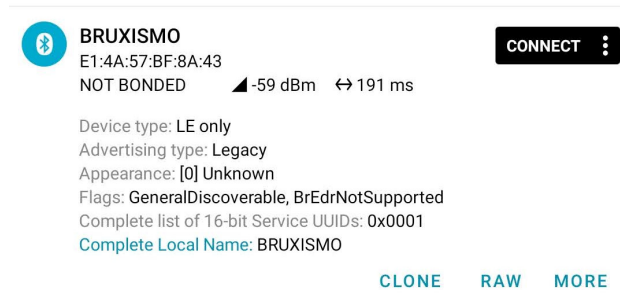 BRUXISMO
CONNECT
E1:4A:57:BF:8A:43
NOT BONDED -59 dBm 191 ms
Device type: LE only
Advertising type: Legacy
Appearance: [0] Unknown
Flags: GeneralDiscoverable, BrEdrNotSupported
Complete list of 16-bit Service UUIDs: 0x0001
Complete Local Name: BRUXISMO
CLONE RAW MORE